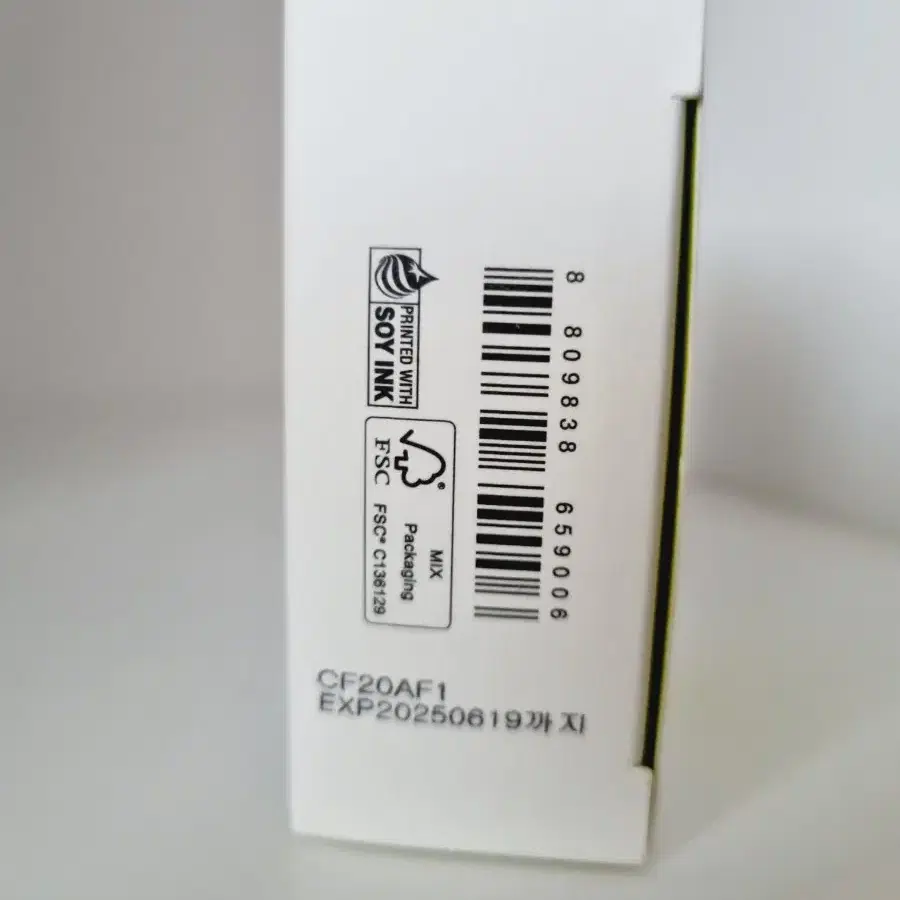 PRINTED WITH
SOY INK
8 809838 659006
FSC
MIX
Packaging
FSC® C136129
CF20AF1
EXP20250619까지